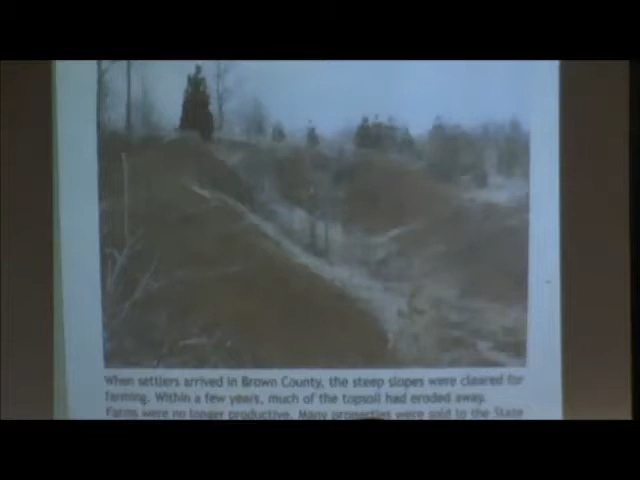 When settlers arrived in Brown County, the steep slopes were cleared for
farming. Within a few years, much of the topsoil had eroded away.
Farms were no longer productive. Many properties were sold to the State